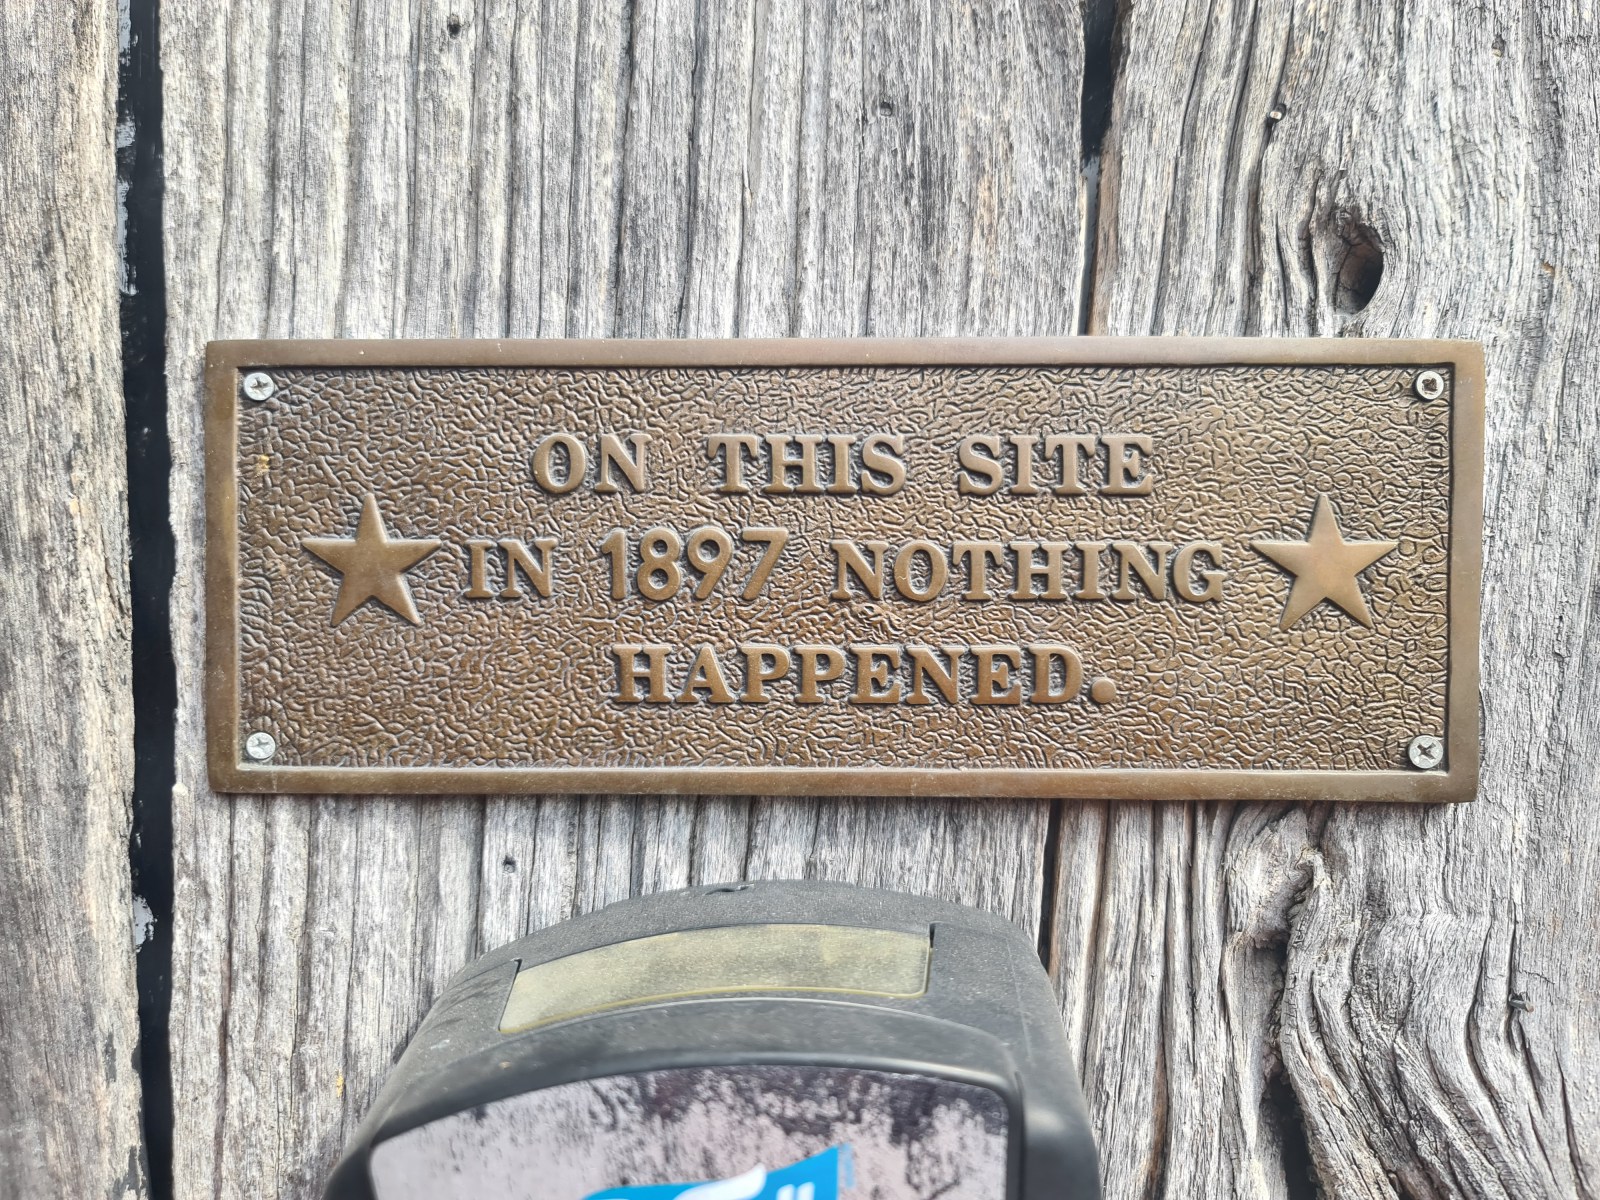 ON THIS SITE
IN 1897 NOTHING
HAPPENED.